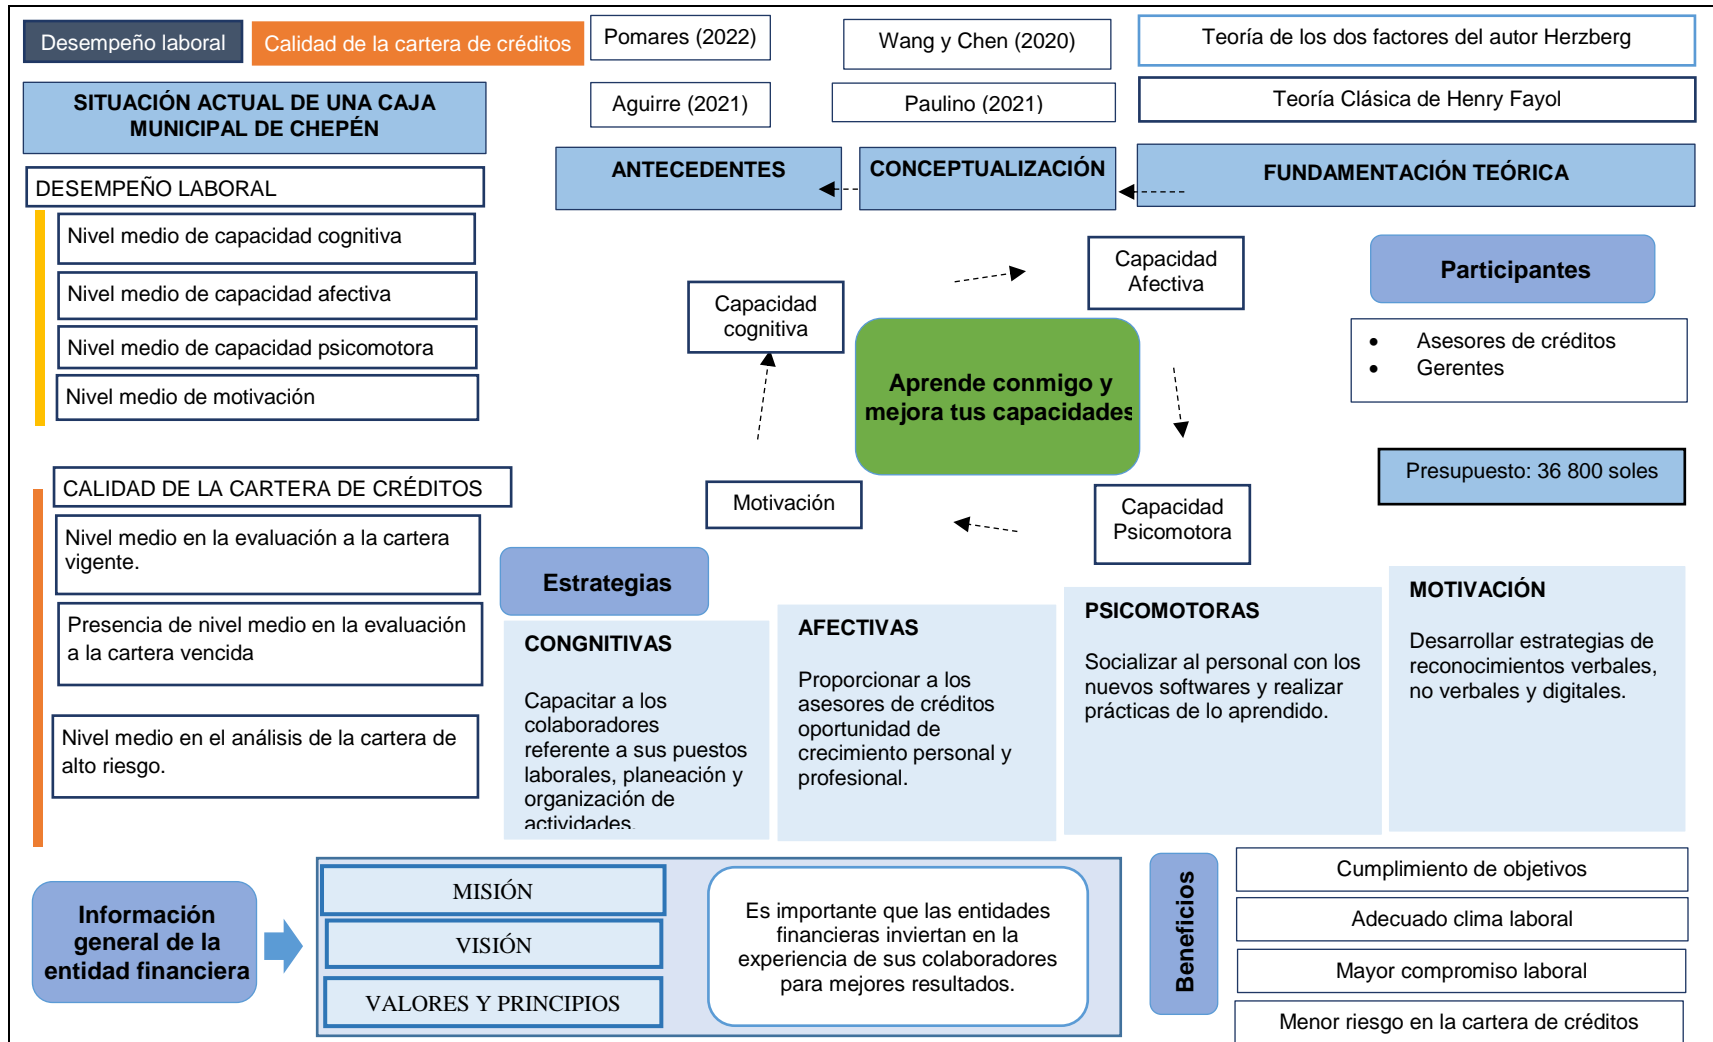 Desempeño laboral
Calidad de la cartera de créditos
Pomares (2022)
Wang y Chen (2020)
Teoría de los dos factores del autor Herzberg
SITUACIÓN ACTUAL DE UNA CAJA
MUNICIPAL DE CHEPÉN
Aguirre (2021)
Paulino (2021)
Teoría Clásica de Henry Fayol
ANTECEDENTES
CONCEPTUALIZACIÓN
FUNDAMENTACIÓN TEÓRICA
DESEMPEÑO LABORAL
Nivel medio de capacidad cognitiva
Nivel medio de capacidad afectiva
Nivel medio de capacidad psicomotora
Nivel medio de motivación
Capacidad
cognitiva
Capacidad
Afectiva
Aprende conmigo y
mejora tus capacidades
Motivación
Capacidad
Psicomotora
Participantes
• Asesores de créditos
• Gerentes
Presupuesto: 36 800 soles
CALIDAD DE LA CARTERA DE CRÉDITOS
Nivel medio en la evaluación a la cartera
vigente.
Presencia de nivel medio en la evaluación
a la cartera vencida
Nivel medio en el análisis de la cartera de
alto riesgo.
Estrategias
CONGNITIVAS
Capacitar a los
colaboradores
referente a sus puestos
laborales, planeación y
organización de
actividades.
AFECTIVAS
Proporcionar a los
asesores de créditos
oportunidad de
crecimiento personal y
profesional.
PSICOMOTORAS
Socializar al personal con los
nuevos softwares y realizar
prácticas de lo aprendido.
MOTIVACIÓN
Desarrollar estrategias de
reconocimientos verbales,
no verbales y digitales.
Información
general de la
entidad financiera
MISIÓN
VISIÓN
VALORES Y PRINCIPIOS
Es importante que las entidades
financieras inviertan en la
experiencia de sus colaboradores
para mejores resultados.
Beneficios
Cumplimiento de objetivos
Adecuado clima laboral
Mayor compromiso laboral
Menor riesgo en la cartera de créditos